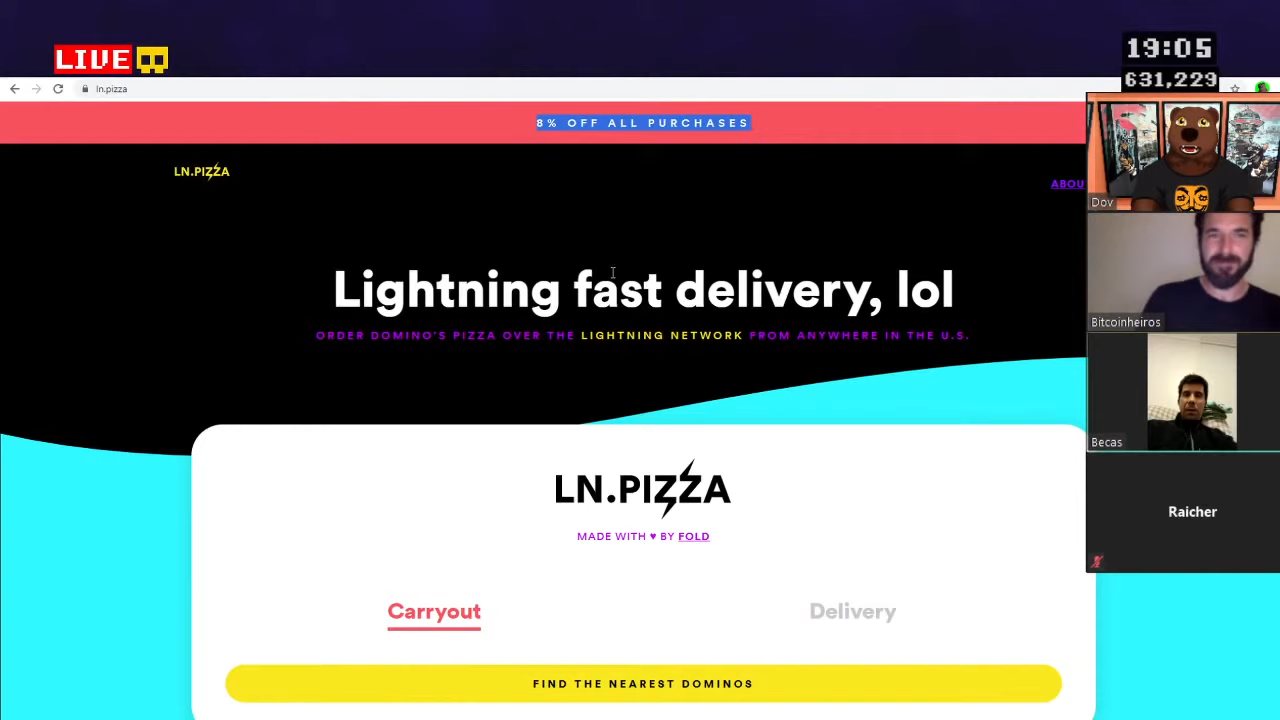 LIVE
19:05
631,229
ln.pizza
8% OFF ALL PURCHASES
LN.PIZZA
ABOU
Dov
Lightning fast delivery, lol
ORDER DOMINO'S PIZZA OVER THE LIGHTNING NETWORK FROM ANYWHERE IN THE U.S.
Bitcoinheiros
Becas
LN.PIZZA
MADE WITH ♥ BY FOLD
Raicher
Carryout
Delivery
FIND THE NEAREST DOMINOS